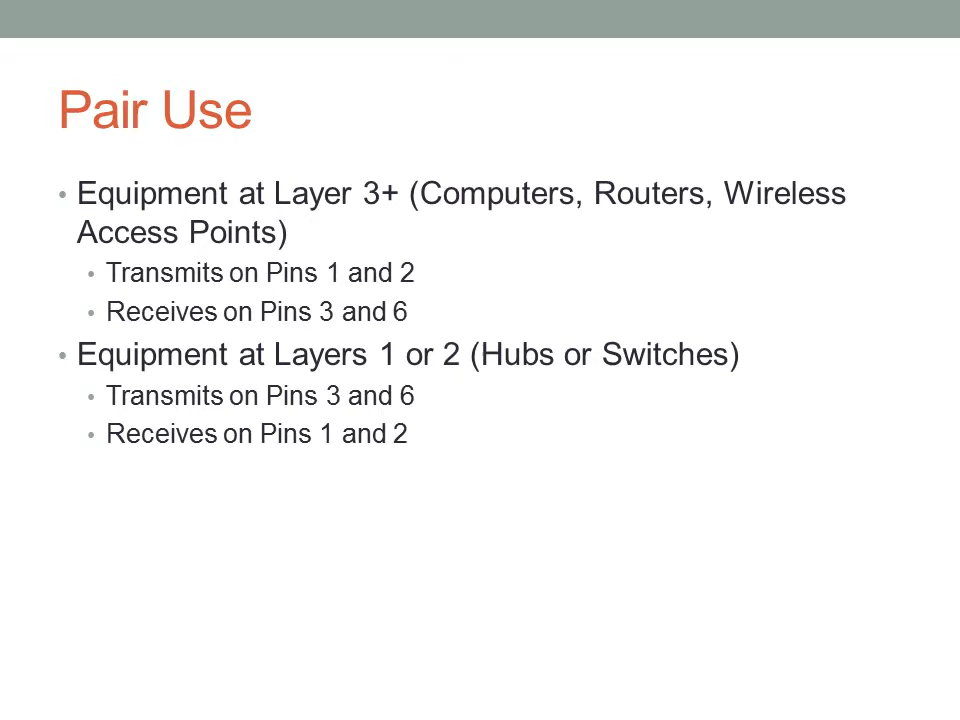 Pair Use
• Equipment at Layer 3+ (Computers, Routers, Wireless
Access Points)
• Transmits on Pins 1 and 2
• Receives on Pins 3 and 6
• Equipment at Layers 1 or 2 (Hubs or Switches)
• Transmits on Pins 3 and 6
• Receives on Pins 1 and 2